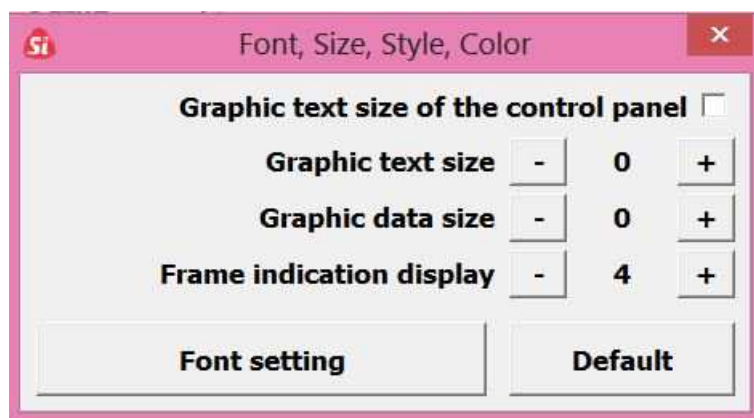 Si
Font, Size, Style, Color
×
Graphic text size of the control panel
Graphic text size - 0 +
Graphic data size - 0 +
Frame indication display - 4 +
Font setting Default